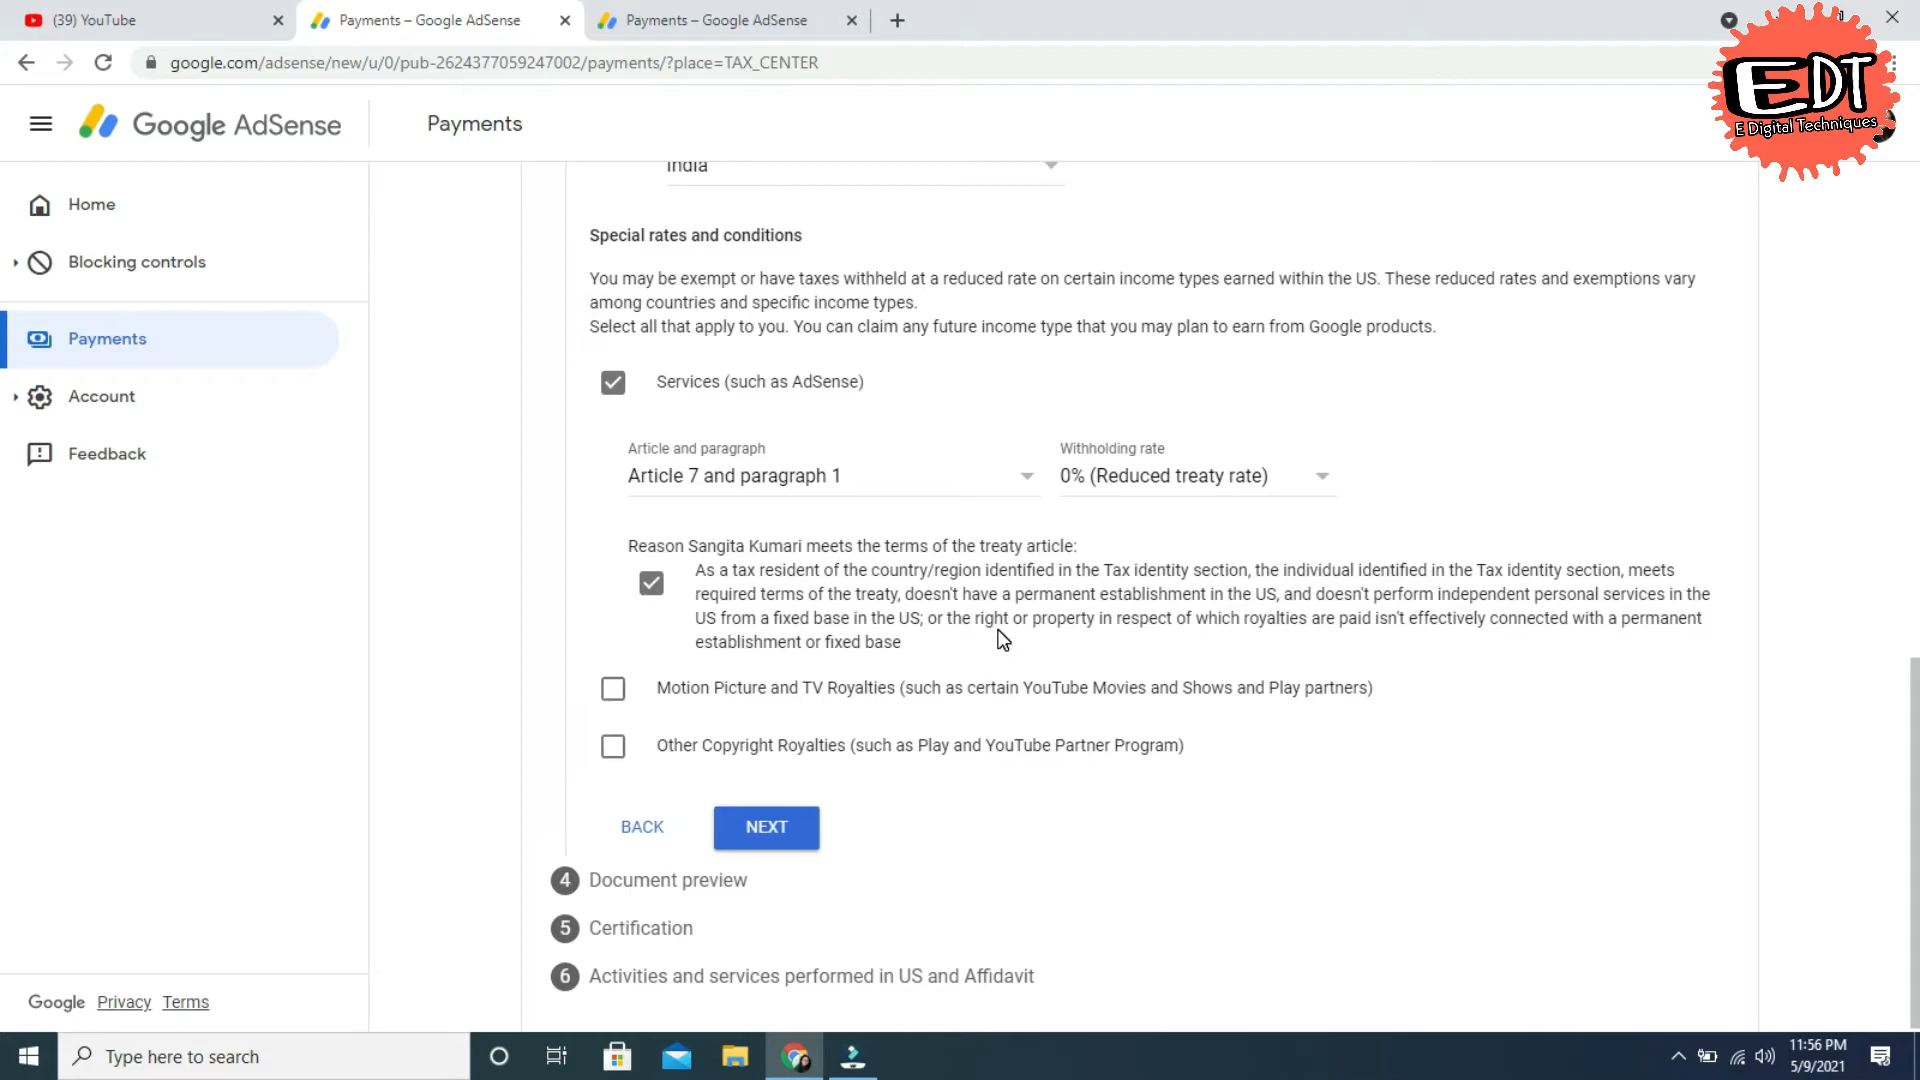 (39) YouTube
Payments – Google AdSense
Payments – Google AdSense
google.com/adsense/new/u/0/pub-2624377059247002/payments/?place=TAX_CENTER
EDT
E Digital Techniques
Google AdSense
Payments
Home
Blocking controls
Payments
Account
Feedback
India
Special rates and conditions
You may be exempt or have taxes withheld at a reduced rate on certain income types earned within the US. These reduced rates and exemptions vary
among countries and specific income types.
Select all that apply to you. You can claim any future income type that you may plan to earn from Google products.
Services (such as AdSense)
Article and paragraph
Article 7 and paragraph 1
Withholding rate
0% (Reduced treaty rate)
Reason Sangita Kumari meets the terms of the treaty article:
As a tax resident of the country/region identified in the Tax identity section, the individual identified in the Tax identity section, meets
required terms of the treaty, doesn't have a permanent establishment in the US, and doesn't perform independent personal services in the
US from a fixed base in the US; or the right or property in respect of which royalties are paid isn't effectively connected with a permanent
establishment or fixed base
Motion Picture and TV Royalties (such as certain YouTube Movies and Shows and Play partners)
Other Copyright Royalties (such as Play and YouTube Partner Program)
BACK
NEXT
4 Document preview
5 Certification
6 Activities and services performed in US and Affidavit
Google Privacy Terms
Type here to search
11:56 PM
5/9/2021